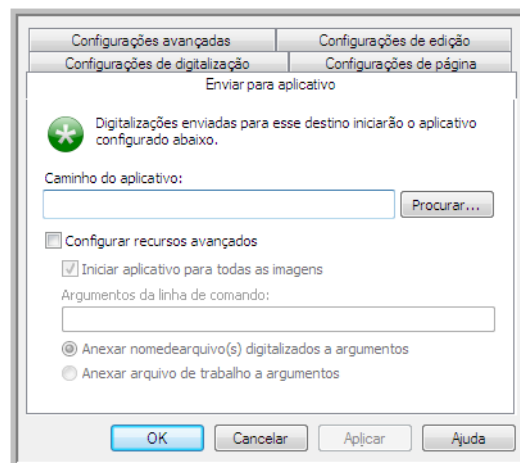 Configurações avançadas
Configurações de edição
Configurações de digitalização
Configurações de página
Enviar para aplicativo
Digitalizações enviadas para esse destino iniciarão o aplicativo
configurado abaixo.
Caminho do aplicativo:
Procurar...
Configurar recursos avançados
Iniciar aplicativo para todas as imagens
Argumentos da linha de comando:
Anexar nomedearquivo(s) digitalizados a argumentos
Anexar arquivo de trabalho a argumentos
OK
Cancelar
Aplicar
Ajuda